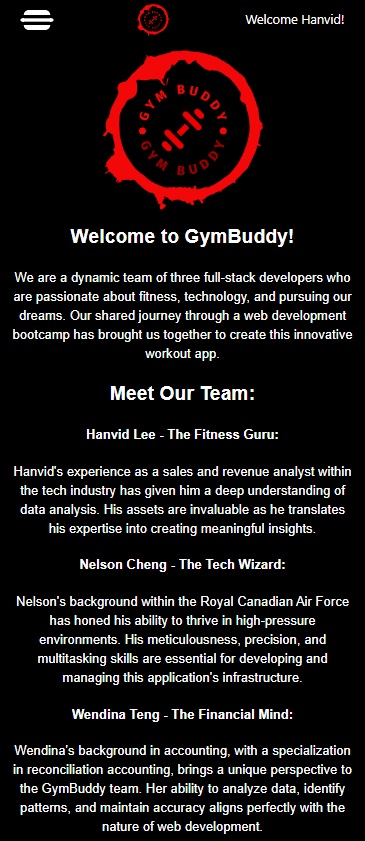 Welcome Hanvid!
GYM BUDDY
GYM BUDDY
Welcome to GymBuddy!
We are a dynamic team of three full-stack developers who
are passionate about fitness, technology, and pursuing our
dreams. Our shared journey through a web development
bootcamp has brought us together to create this innovative
workout app.
Meet Our Team:
Hanvid Lee - The Fitness Guru:
Hanvid's experience as a sales and revenue analyst within
the tech industry has given him a deep understanding of
data analysis. His assets are invaluable as he translates
his expertise into creating meaningful insights.
Nelson Cheng - The Tech Wizard:
Nelson's background within the Royal Canadian Air Force
has honed his ability to thrive in high-pressure
environments. His meticulousness, precision, and
multitasking skills are essential for developing and
managing this application's infrastructure.
Wendina Teng - The Financial Mind:
Wendina's background in accounting, with a specialization
in reconciliation accounting, brings a unique perspective to
the GymBuddy team. Her ability to analyze data, identify
patterns, and maintain accuracy aligns perfectly with the
nature of web development.